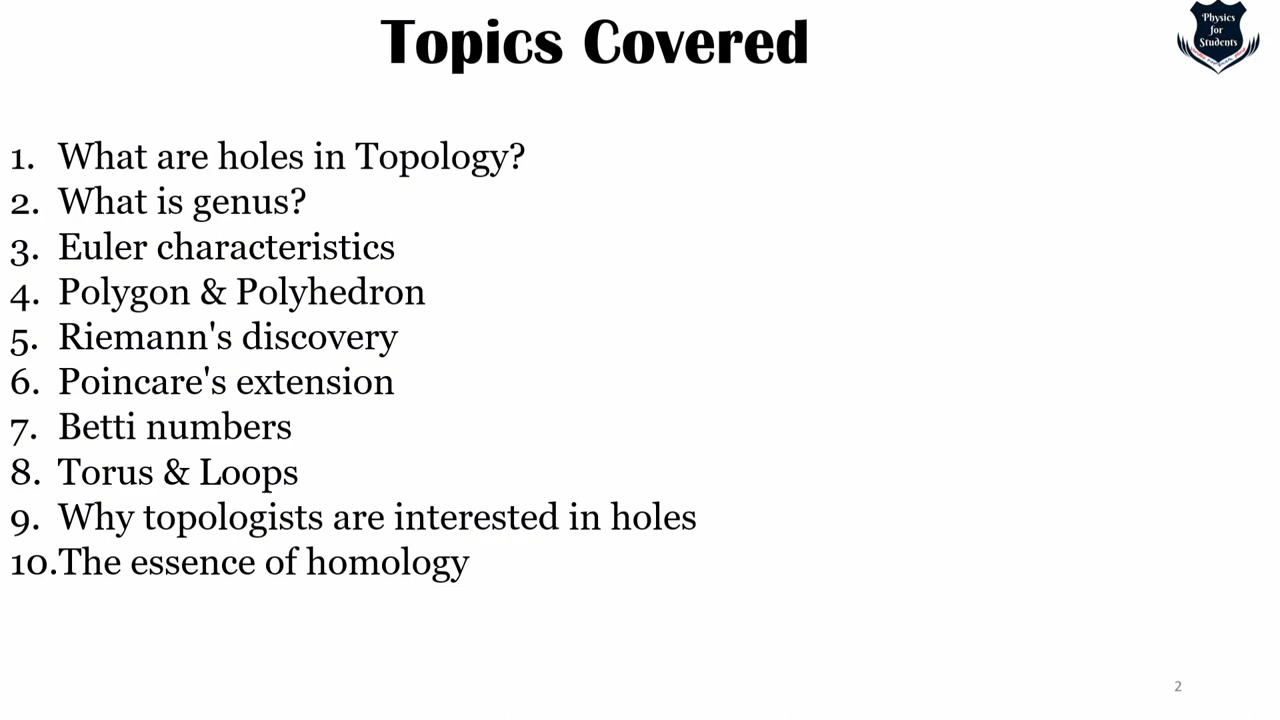 Topics Covered
Physics
for
Students
1. What are holes in Topology?
2. What is genus?
3. Euler characteristics
4. Polygon & Polyhedron
5. Riemann's discovery
6. Poincare's extension
7. Betti numbers
8. Torus & Loops
9. Why topologists are interested in holes
10.The essence of homology
2